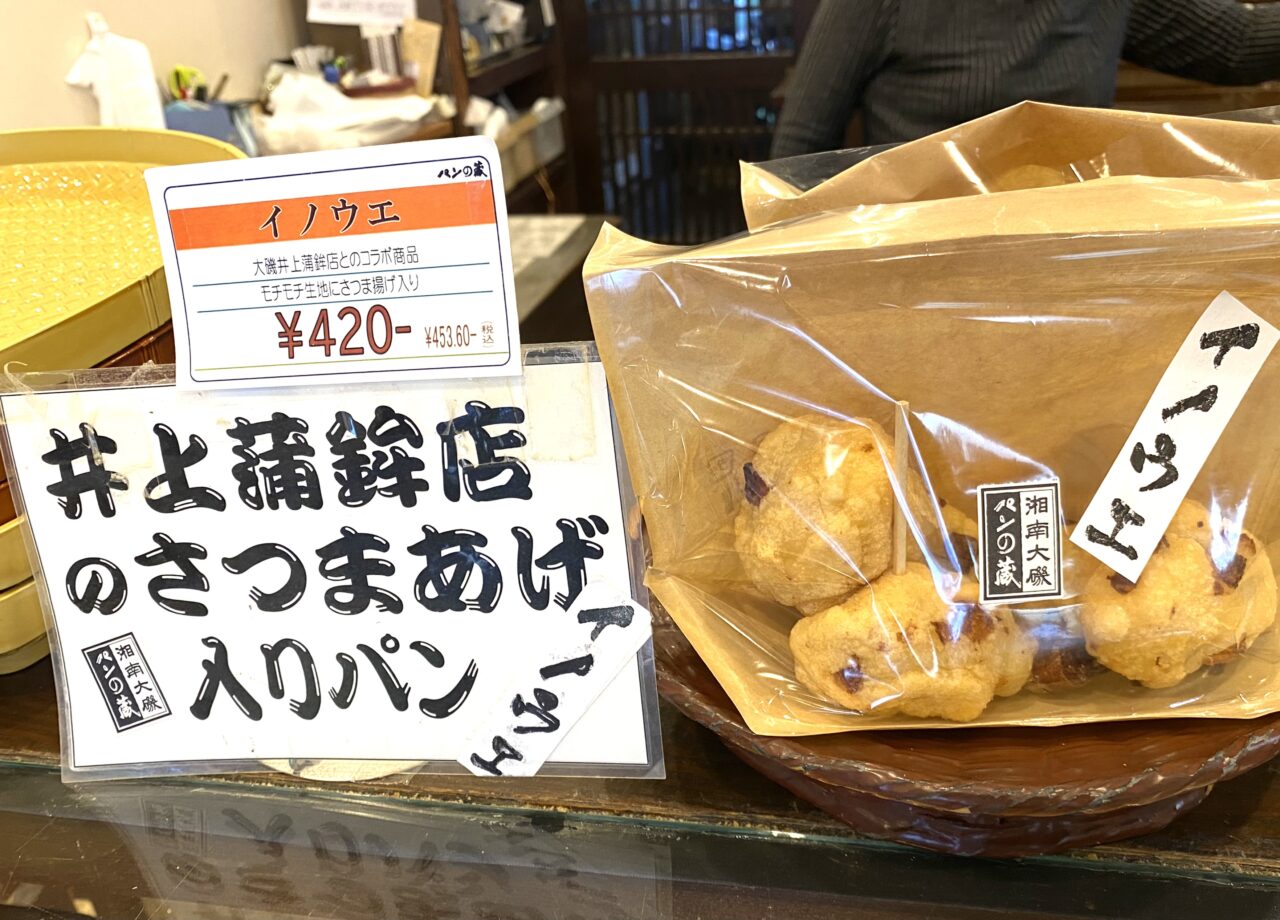 パンの蔵
イノウエ
大磯井上蒲鉾店とのコラボ商品
モチモチ生地にさつま揚げ入り
¥420-
¥453.60-
税込
井上蒲鉾店
のさつまあげ
入りパン
湘南大磯
パンの蔵
イノウエ
イーウエ
湘南大磯
パンの蔵